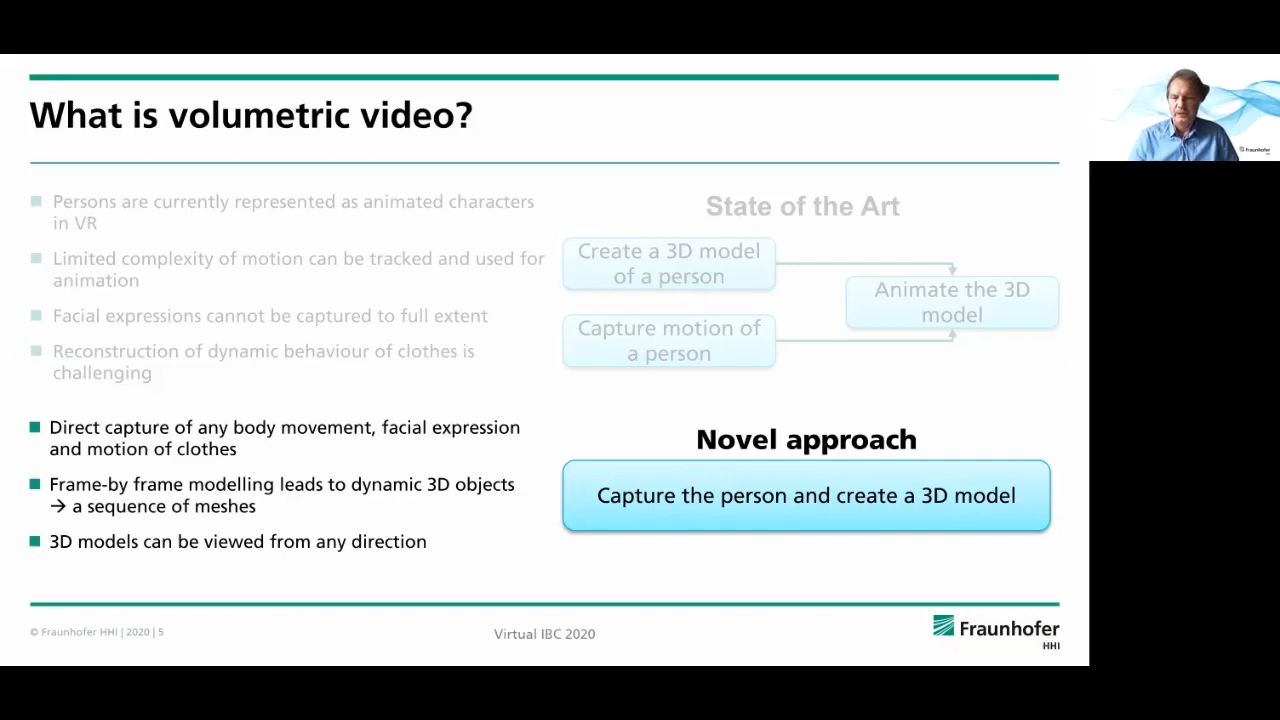 What is volumetric video?
Persons are currently represented as animated characters
in VR
Limited complexity of motion can be tracked and used for
animation
Facial expressions cannot be captured to full extent
Reconstruction of dynamic behaviour of clothes is
challenging
State of the Art
Create a 3D model
of a person
Capture motion of
a person
Animate the 3D
model
Direct capture of any body movement, facial expression
and motion of clothes
Frame-by frame modelling leads to dynamic 3D objects
→ a sequence of meshes
3D models can be viewed from any direction
Novel approach
Capture the person and create a 3D model
© Fraunhofer HHI | 2020 | 5
Virtual IBC 2020
Fraunhofer
HHI
Fraunhofer